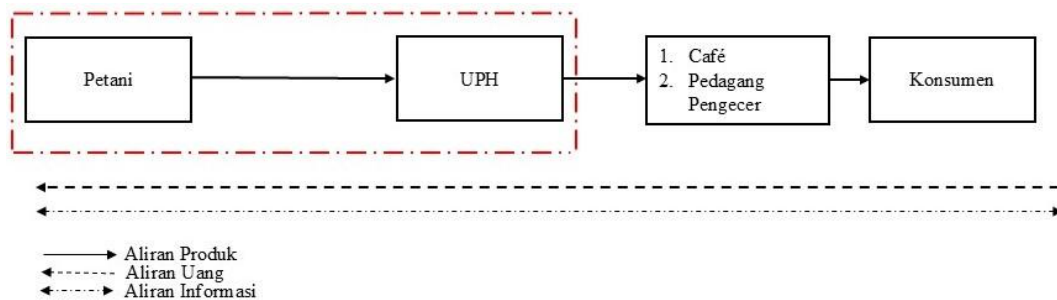 Petani
UPH
1. Café
2. Pedagang
Pengecer
Konsumen
Aliran Produk
Aliran Uang
Aliran Informasi